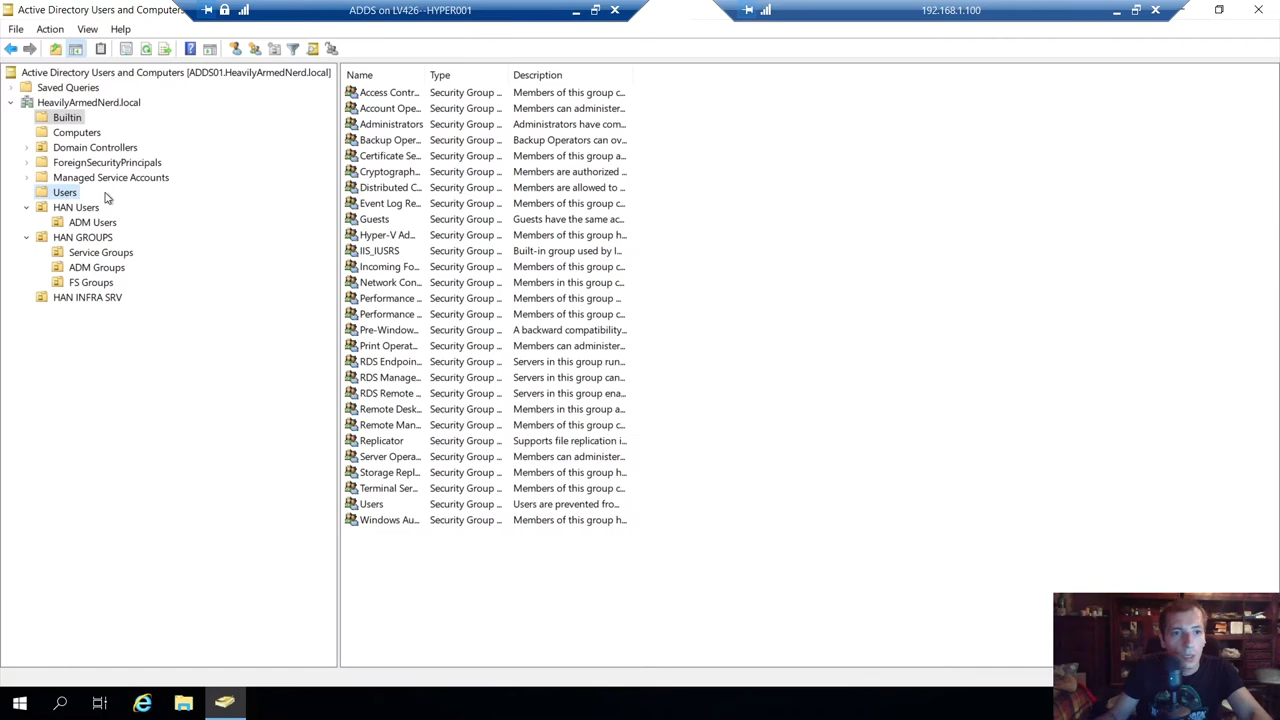 Active Directory Users and Computers
ADDS on LV426--HYPER001
192.168.1.100
File Action View Help
Active Directory Users and Computers [ADDS01.HeavilyArmedNerd.local]
Saved Queries
HeavilyArmedNerd.local
Builtin
Computers
Domain Controllers
ForeignSecurityPrincipals
Managed Service Accounts
Users
HAN Users
ADM Users
HAN GROUPS
Service Groups
ADM Groups
FS Groups
HAN INFRA SRV
Name Type Description
Access Contr... Security Group ... Members of this group c...
Account Ope... Security Group ... Members can administer...
Administrators Security Group ... Administrators have com...
Backup Oper... Security Group ... Backup Operators can ov...
Certificate Se... Security Group ... Members of this group a...
Cryptograph... Security Group ... Members are authorized ...
Distributed C... Security Group ... Members are allowed to ...
Event Log Re... Security Group ... Members of this group c...
Guests Security Group ... Guests have the same ac...
Hyper-V Ad... Security Group ... Members of this group h...
IIS_IUSRS Security Group ... Built-in group used by I...
Incoming Fo... Security Group ... Members of this group c...
Network Con... Security Group ... Members in this group c...
Performance ... Security Group ... Members of this group ...
Performance ... Security Group ... Members of this group c...
Pre-Window... Security Group ... A backward compatibility...
Print Operat... Security Group ... Members can administer...
RDS Endpoin... Security Group ... Servers in this group run...
RDS Manage... Security Group ... Servers in this group can...
RDS Remote ... Security Group ... Servers in this group ena...
Remote Desk... Security Group ... Members in this group a...
Remote Man... Security Group ... Members of this group c...
Replicator Security Group ... Supports file replication i...
Server Opera... Security Group ... Members can administer...
Storage Repl... Security Group ... Members of this group h...
Terminal Ser... Security Group ... Members of this group c...
Users Security Group ... Users are prevented fro...
Windows Au... Security Group ... Members of this group h...